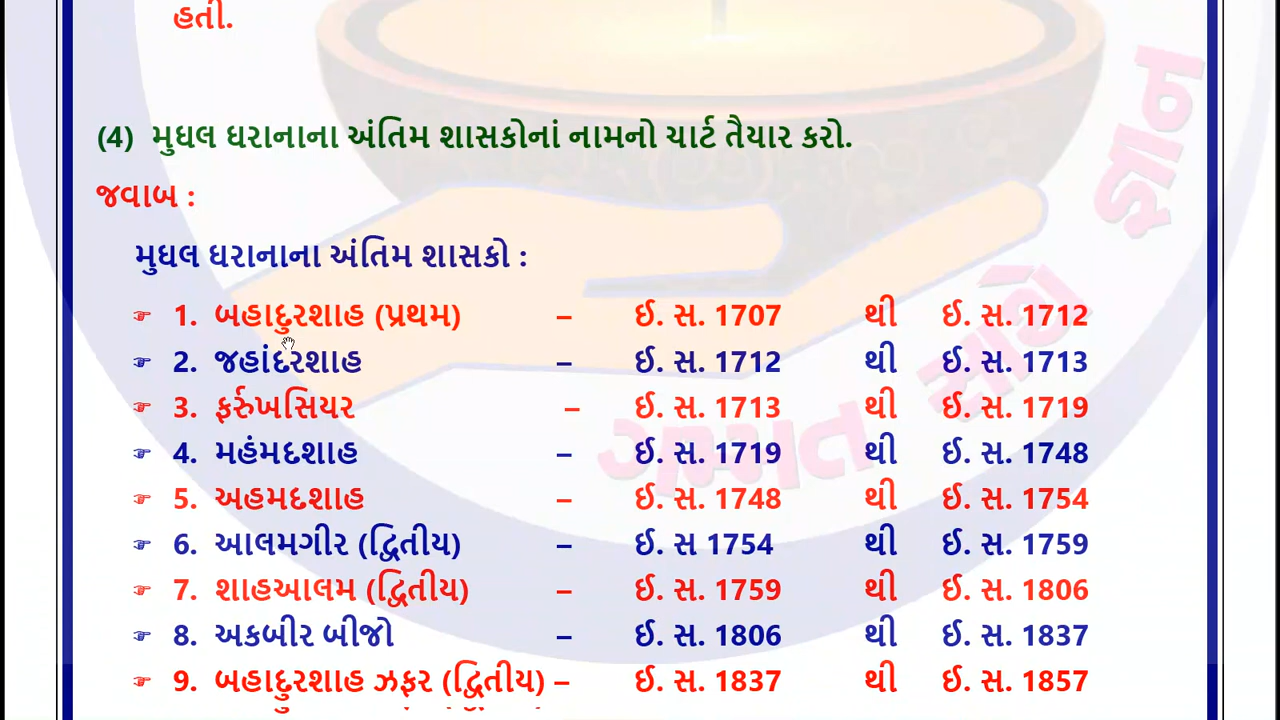 હતી.
(4) મુઘલ ધરાનાના અંતિમ શાસકોનાં નામનો ચાર્ટ તૈયાર કરો.
જવાબ :
મુઘલ ધરાનાના અંતિમ શાસકો :
☞ 1. બહાદુરશાહ (પ્રથમ) – ઈ. સ. 1707 થી ઈ. સ. 1712
☞ 2. જહાંદરશાહ – ઈ. સ. 1712 થી ઈ. સ. 1713
☞ 3. ફર્રુખસિયર – ઈ. સ. 1713 થી ઈ. સ. 1719
☞ 4. મહંમદશાહ – ઈ. સ. 1719 થી ઈ. સ. 1748
☞ 5. અહમદશાહ – ઈ. સ. 1748 થી ઈ. સ. 1754
☞ 6. આલમગીર (દ્વિતીય) – ઈ. સ 1754 થી ઈ. સ. 1759
☞ 7. શાહઆલમ (દ્વિતીય) – ઈ. સ. 1759 થી ઈ. સ. 1806
☞ 8. અકબીર બીજો – ઈ. સ. 1806 થી ઈ. સ. 1837
☞ 9. બહાદુરશાહ ઝફર (દ્વિતીય) – ઈ. સ. 1837 થી ઈ. સ. 1857
ગમ્મત સાથે જ્ઞાન